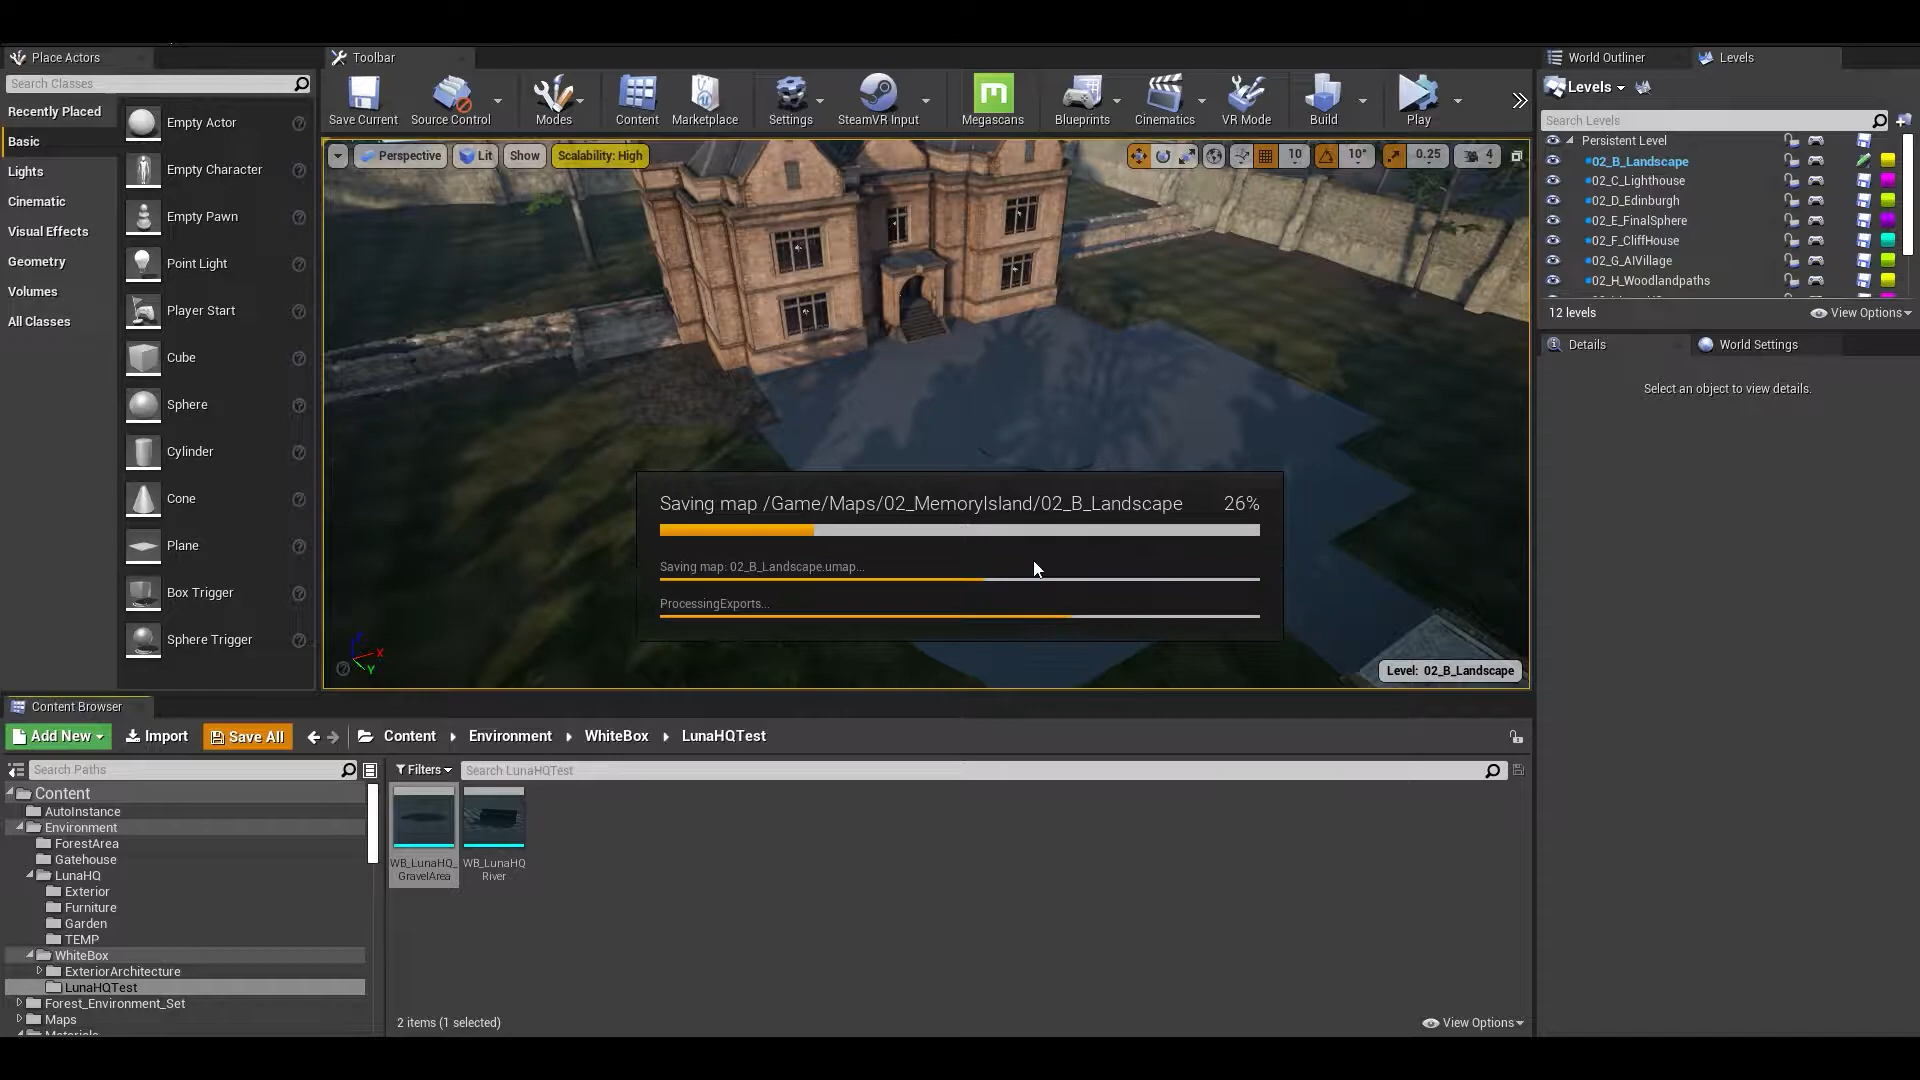 Place Actors
Toolbar
World Outliner
Levels
Search Classes
Recently Placed
Basic
Lights
Cinematic
Visual Effects
Geometry
Volumes
All Classes
Empty Actor
Empty Character
Empty Pawn
Point Light
Player Start
Cube
Sphere
Cylinder
Cone
Plane
Box Trigger
Sphere Trigger
Save Current
Source Control
Modes
Content
Marketplace
Settings
SteamVR Input
Megascans
Blueprints
Cinematics
VR Mode
Build
Play
Perspective
Lit
Show
Scalability: High
10
10°
0.25
4
Saving map /Game/Maps/02_MemoryIsland/02_B_Landscape 26%
Saving map: 02_B_Landscape.umap...
ProcessingExports...
X
Y
Level: 02_B_Landscape
Levels
Search Levels
Persistent Level
02_B_Landscape
02_C_Lighthouse
02_D_Edinburgh
02_E_FinalSphere
02_F_CliffHouse
02_G_AIVillage
02_H_Woodlandpaths
12 levels
View Options
Details
World Settings
Select an object to view details.
Content Browser
Add New
Import
Save All
Content
Environment
WhiteBox
LunaHQTest
Search Paths
Filters
Search LunaHQTest
Content
AutoInstance
Environment
ForestArea
Gatehouse
LunaHQ
Exterior
Furniture
Garden
TEMP
WhiteBox
ExteriorArchitecture
LunaHQTest
Forest_Environment_Set
Maps
Materials
WB_LunaHQ_
GravelArea
WB_LunaHQ
River
2 items (1 selected)
View Options